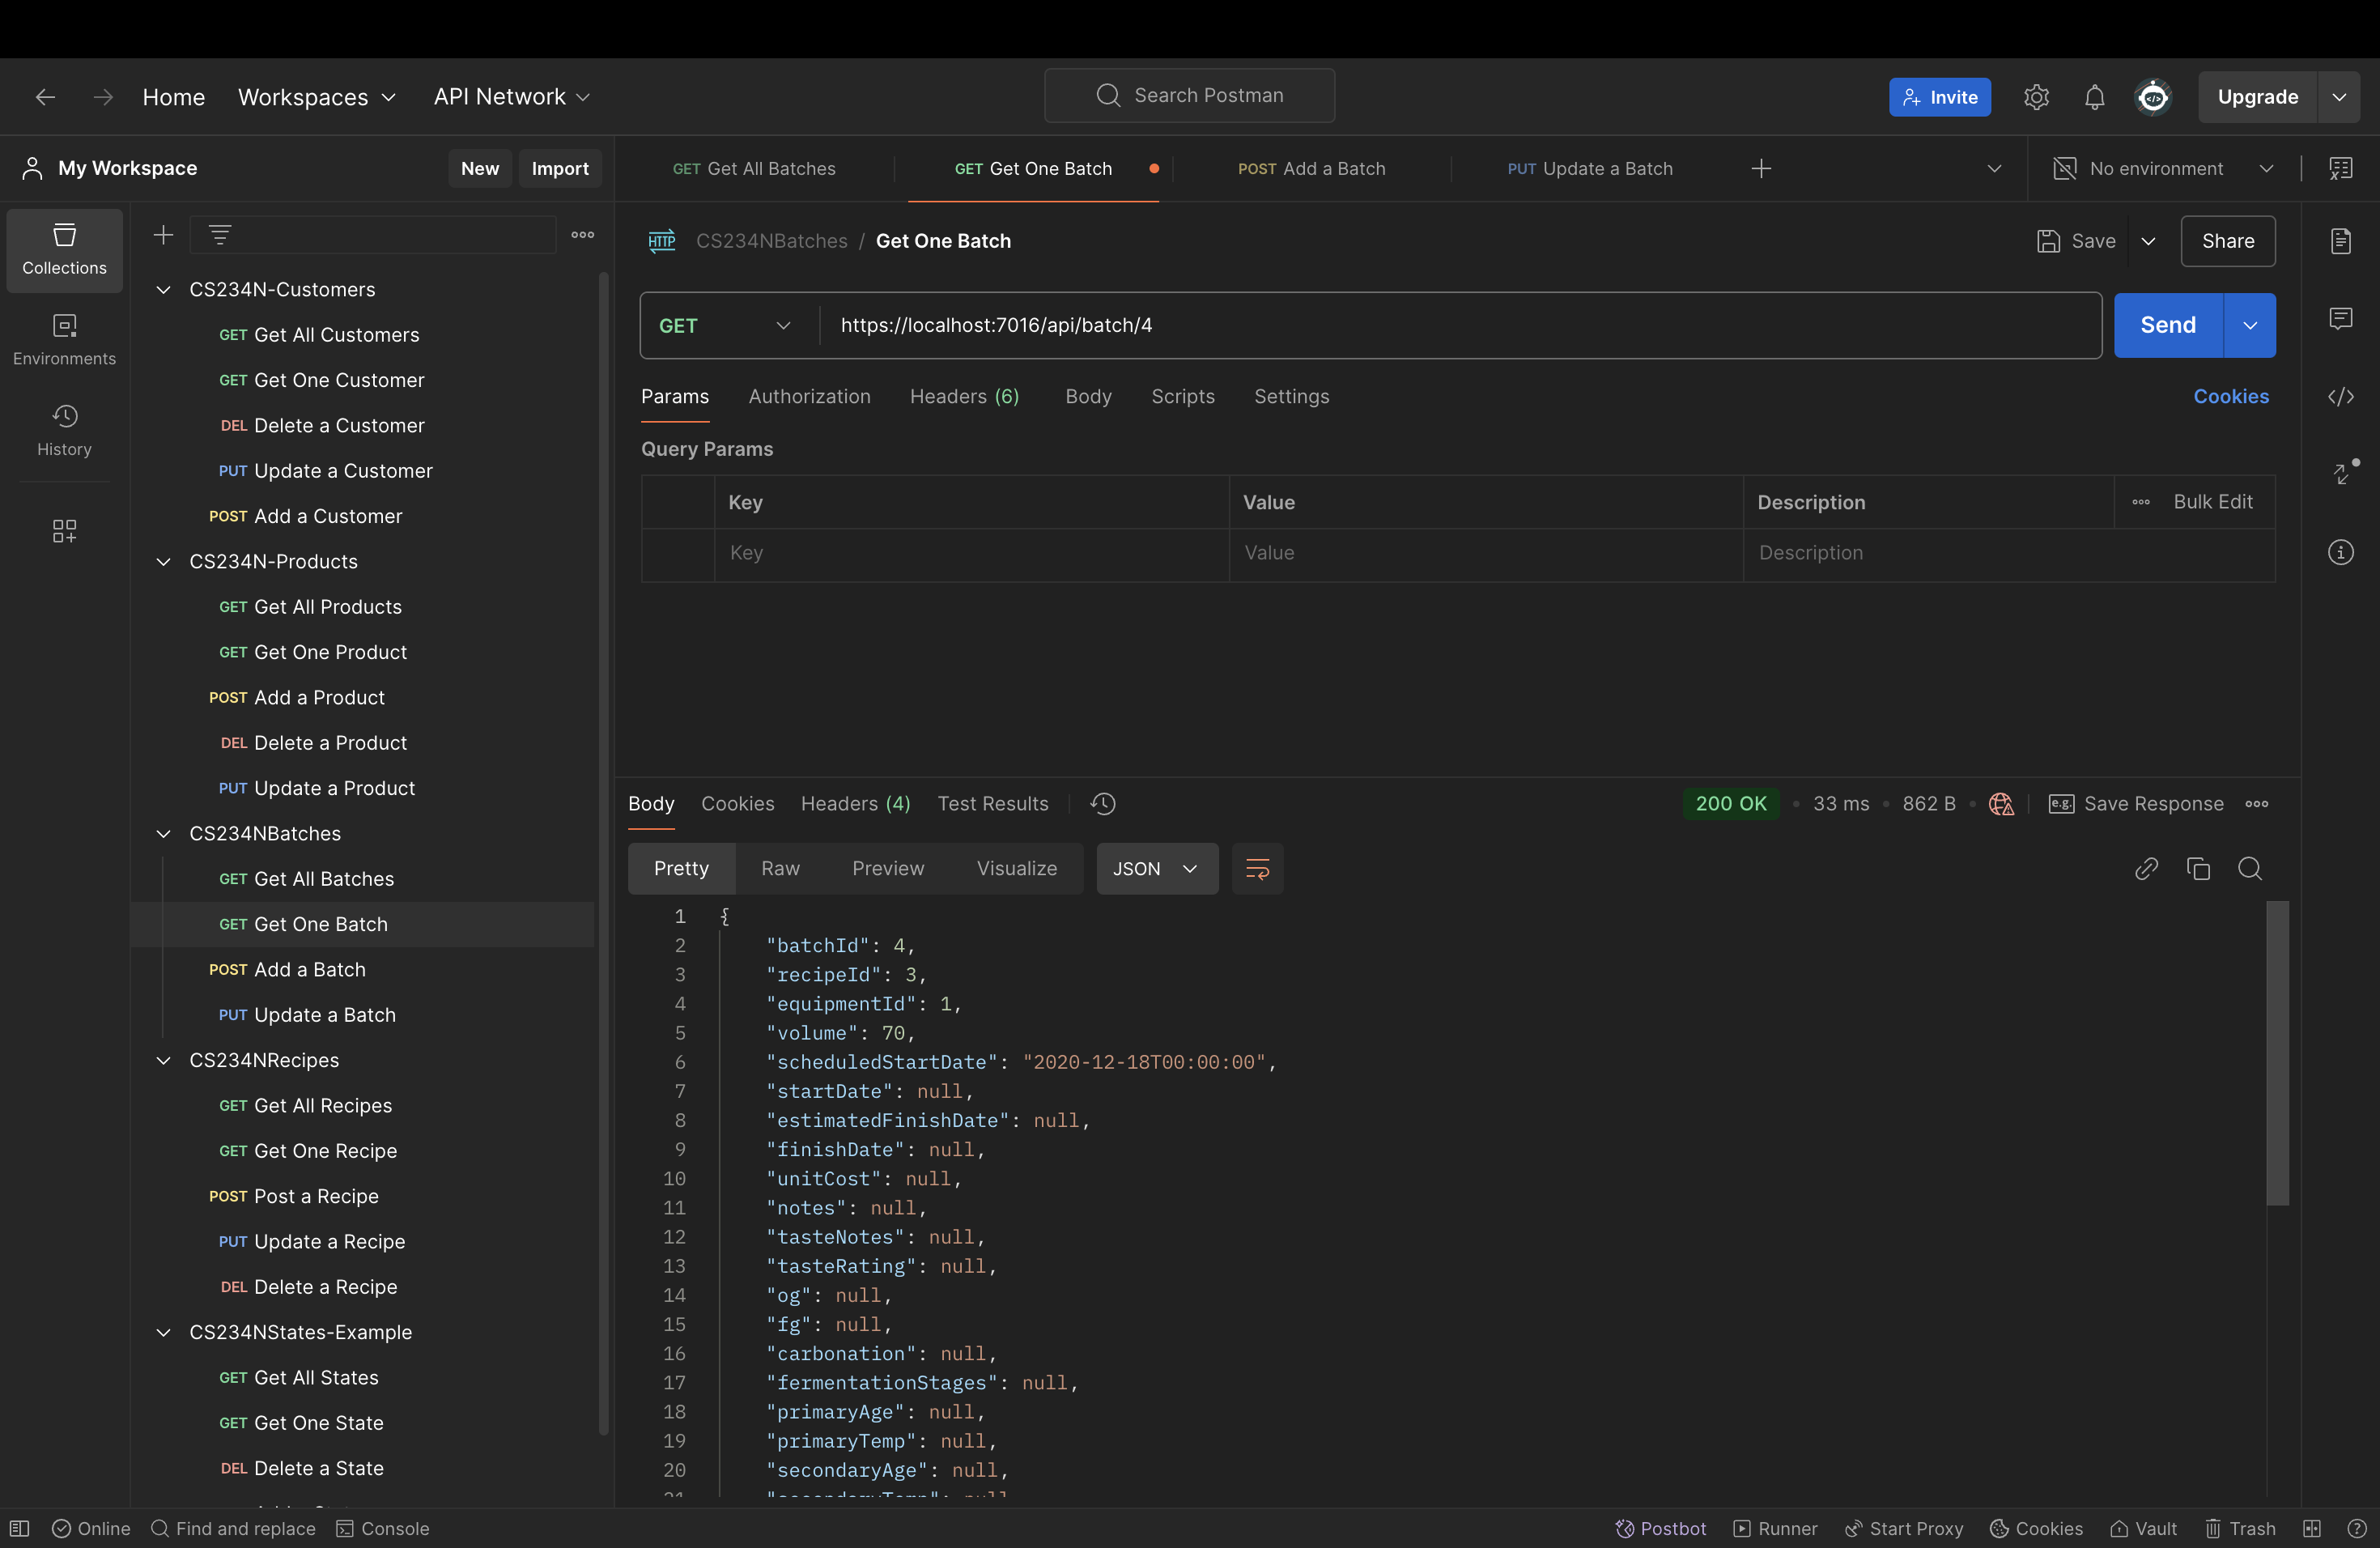 Home Workspaces API Network Search Postman Invite Upgrade
My Workspace New Import
GET Get All Batches GET Get One Batch POST Add a Batch PUT Update a Batch No environment
Collections
Environments
History
CS234N-Customers
GET Get All Customers
GET Get One Customer
DEL Delete a Customer
PUT Update a Customer
POST Add a Customer
CS234N-Products
GET Get All Products
GET Get One Product
POST Add a Product
DEL Delete a Product
PUT Update a Product
CS234NBatches
GET Get All Batches
GET Get One Batch
POST Add a Batch
PUT Update a Batch
CS234NRecipes
GET Get All Recipes
GET Get One Recipe
POST Post a Recipe
PUT Update a Recipe
DEL Delete a Recipe
CS234NStates-Example
GET Get All States
GET Get One State
DEL Delete a State
HTTP CS234NBatches / Get One Batch Save Share
GET https://localhost:7016/api/batch/4 Send
Params Authorization Headers (6) Body Scripts Settings Cookies
Query Params
Key Value Description Bulk Edit
Key Value Description
Body Cookies Headers (4) Test Results 200 OK • 33 ms • 862 B • e.g. Save Response
Pretty Raw Preview Visualize JSON
1 {
2 "batchId": 4,
3 "recipeId": 3,
4 "equipmentId": 1,
5 "volume": 70,
6 "scheduledStartDate": "2020-12-18T00:00:00",
7 "startDate": null,
8 "estimatedFinishDate": null,
9 "finishDate": null,
10 "unitCost": null,
11 "notes": null,
12 "tasteNotes": null,
13 "tasteRating": null,
14 "og": null,
15 "fg": null,
16 "carbonation": null,
17 "fermentationStages": null,
18 "primaryAge": null,
19 "primaryTemp": null,
20 "secondaryAge": null,
Online Find and replace Console Postbot Runner Start Proxy Cookies Vault Trash